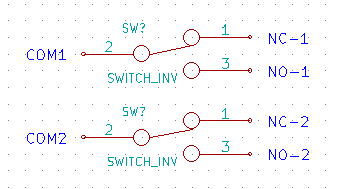 SW?
1
NC-1
COM1
2
3
NO-1
SWITCH_INV
SW?
1
NC-2
COM2
2
3
NO-2
SWITCH_INV